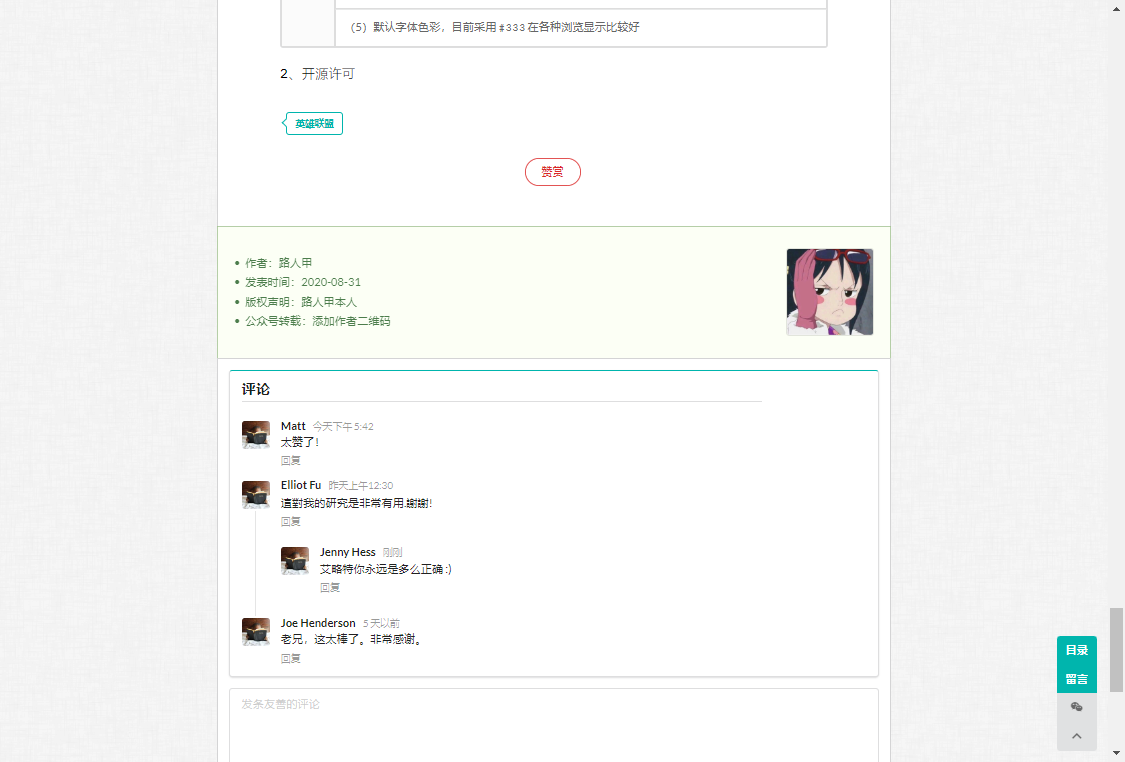 （5）默认字体色彩，目前采用 #333 在各种浏览显示比较好
2、开源许可
英雄联盟
赞赏
作者：路人甲
发表时间：2020-08-31
版权声明：路人甲本人
公众号转载：添加作者二维码
评论
Matt 今天下午5:42
太赞了!
回复
Elliot Fu 昨天上午12:30
這對我的研究是非常有用.謝謝!
回复
Jenny Hess 刚刚
艾略特你永远是多么正确 :)
回复
Joe Henderson 5 天以前
老兄，这太棒了。非常感谢。
回复
发条友善的评论
目录
留言